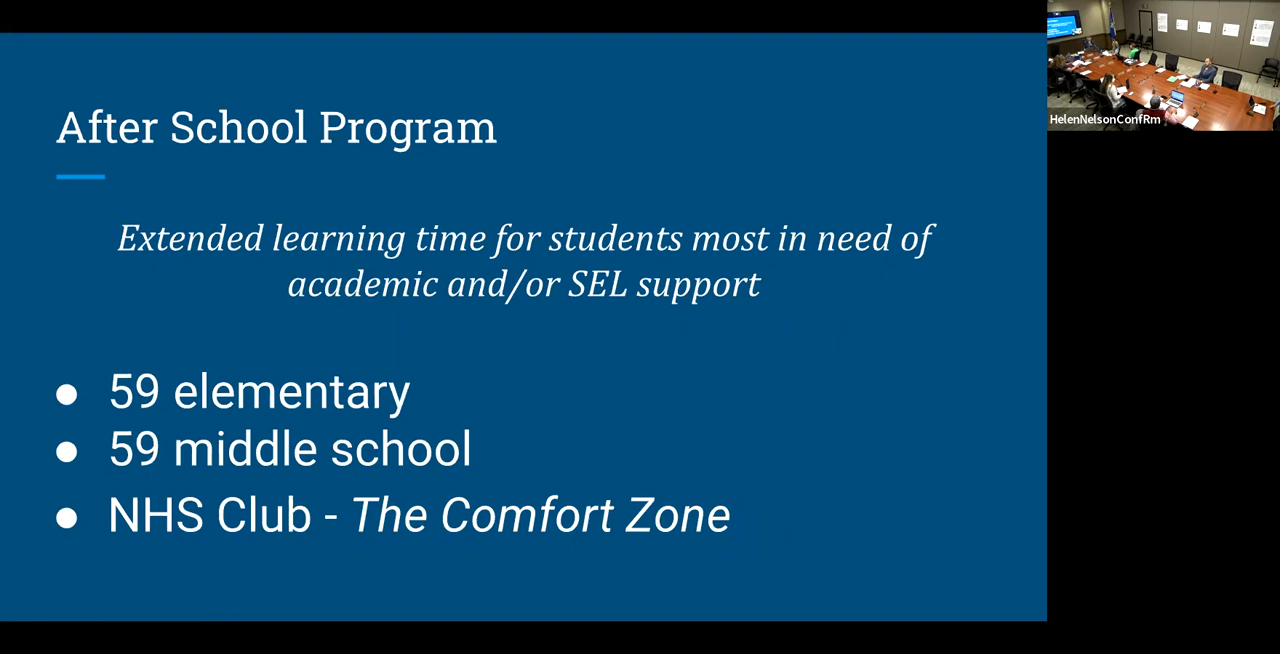 After School Program
Extended learning time for students most in need of
academic and/or SEL support
● 59 elementary
● 59 middle school
● NHS Club - The Comfort Zone
HelenNelsonConfRm